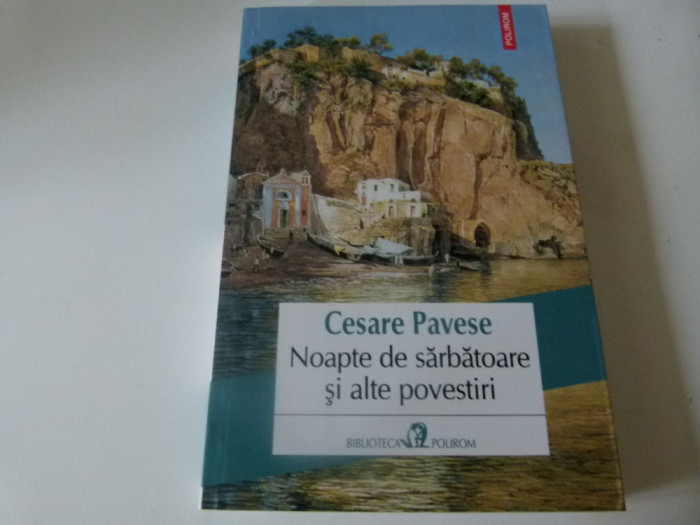 POLIROM
Cesare Pavese
Noapte de sărbătoare
şi alte povestiri
BIBLIOTECA POLIROM